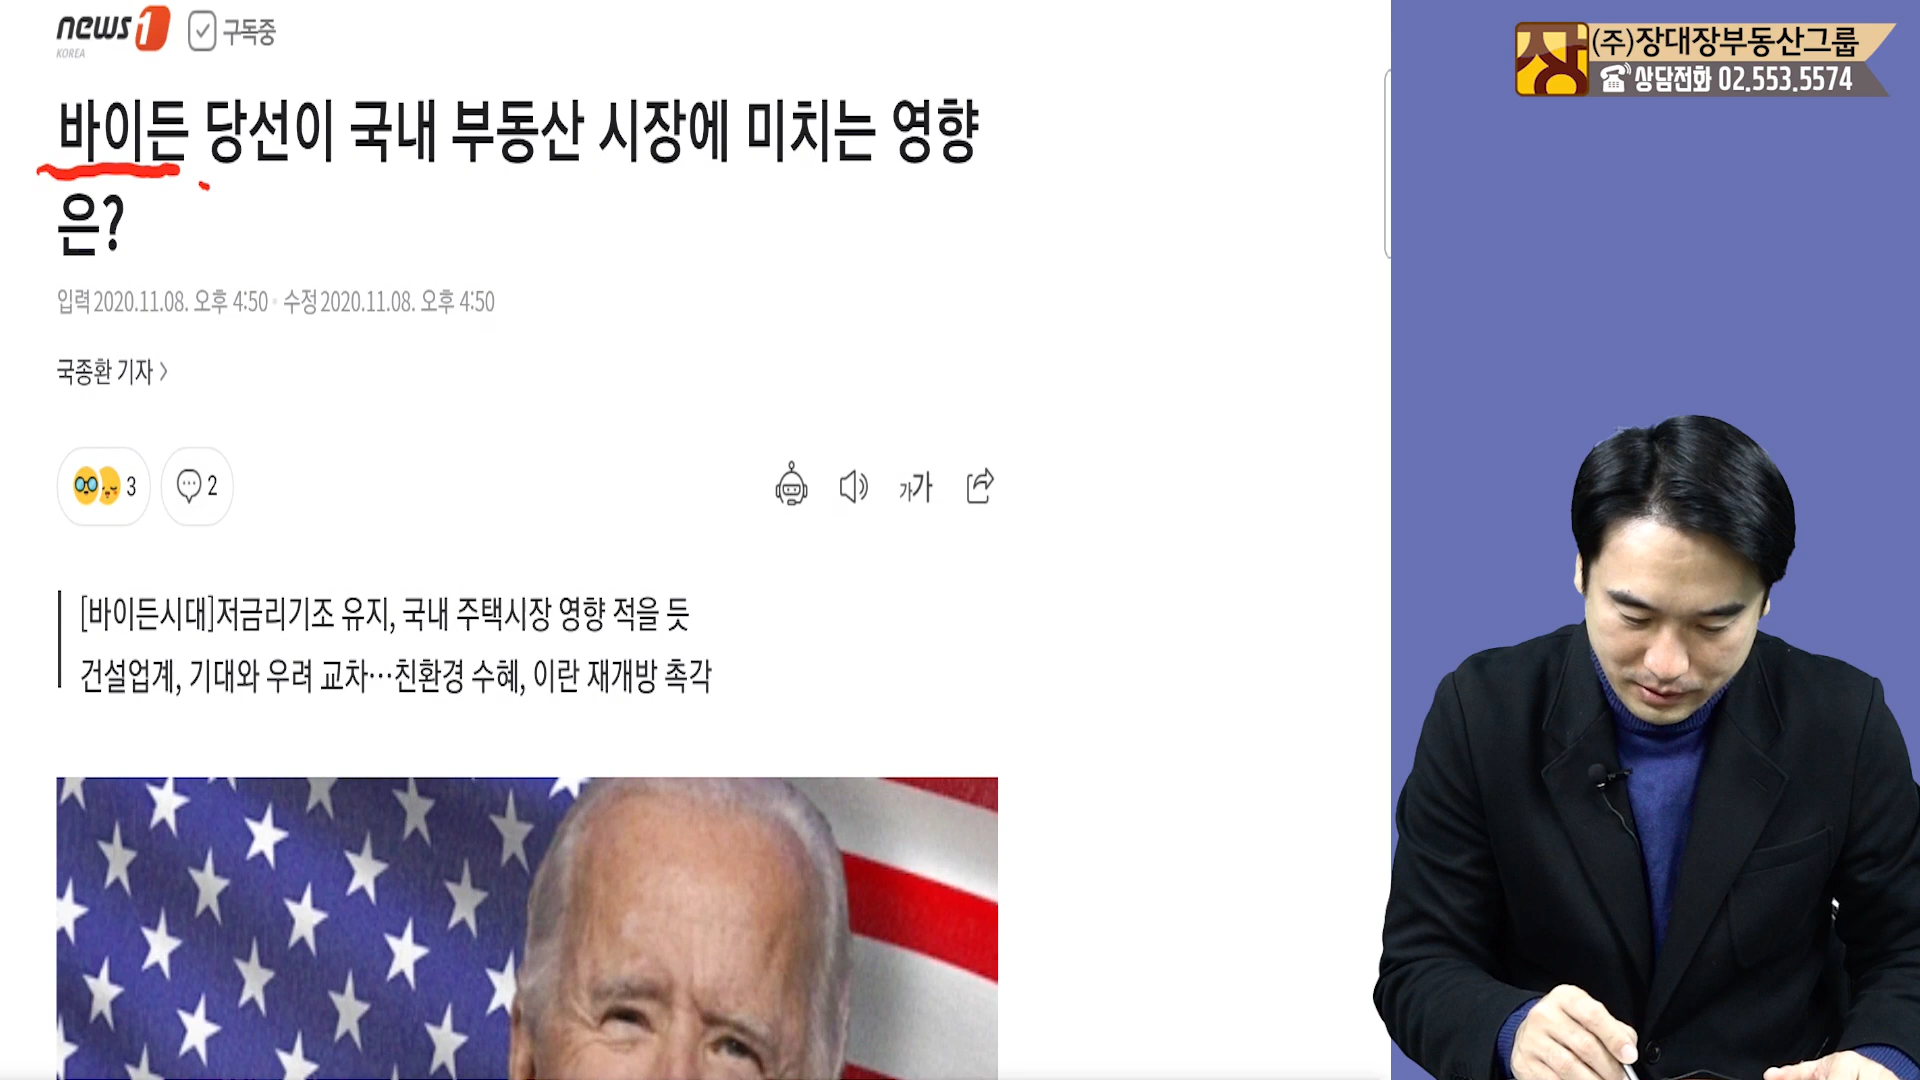 news1
KOREA
구독중
바이든 당선이 국내 부동산 시장에 미치는 영향
은?
입력 2020.11.08. 오후 4:50 · 수정 2020.11.08. 오후 4:50
국종환 기자 >
3
2
가가
[바이든시대]저금리기조 유지, 국내 주택시장 영향 적을 듯
건설업계, 기대와 우려 교차…친환경 수혜, 이란 재개방 촉각
장
(주)장대장부동산그룹
상담전화 02.553.5574